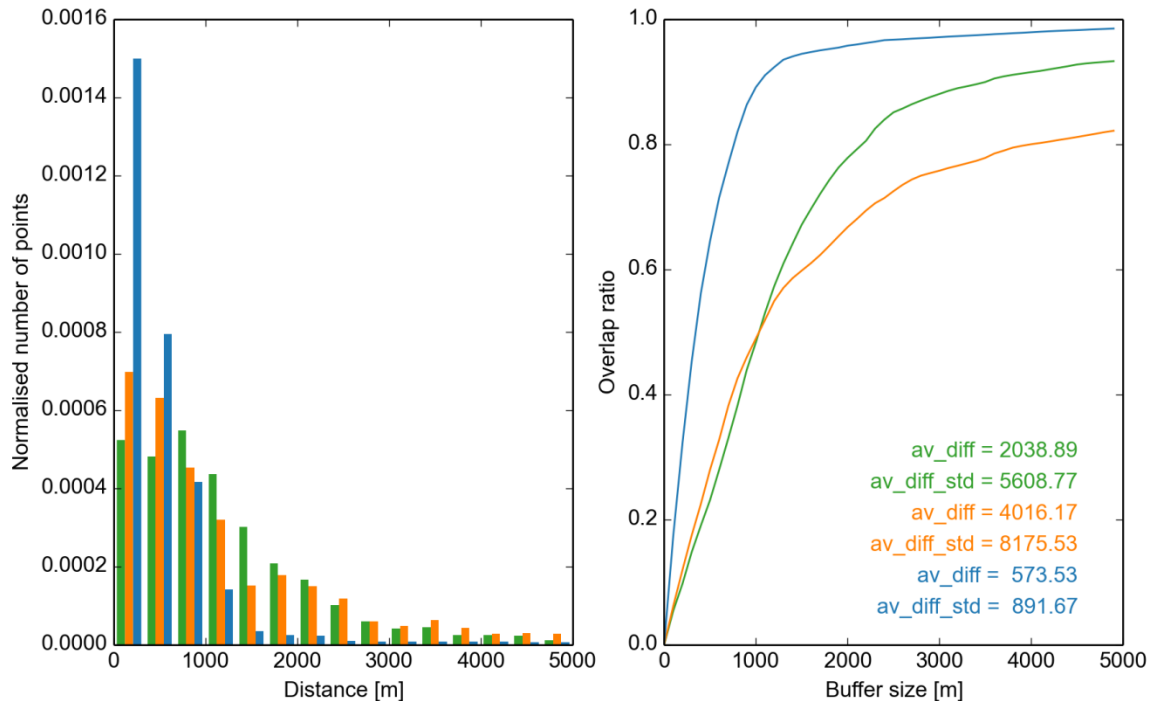 0.0016
0.0014
0.0012
0.0010
0.0008
0.0006
0.0004
0.0002
0.0000
Normalised number of points
0 1000 2000 3000 4000 5000
Distance [m]
1.0
0.8
0.6
0.4
0.2
0.0
Overlap ratio
av_diff = 2038.89
av_diff_std = 5608.77
av_diff = 4016.17
av_diff_std = 8175.53
av_diff = 573.53
av_diff_std = 891.67
0 1000 2000 3000 4000 5000
Buffer size [m]